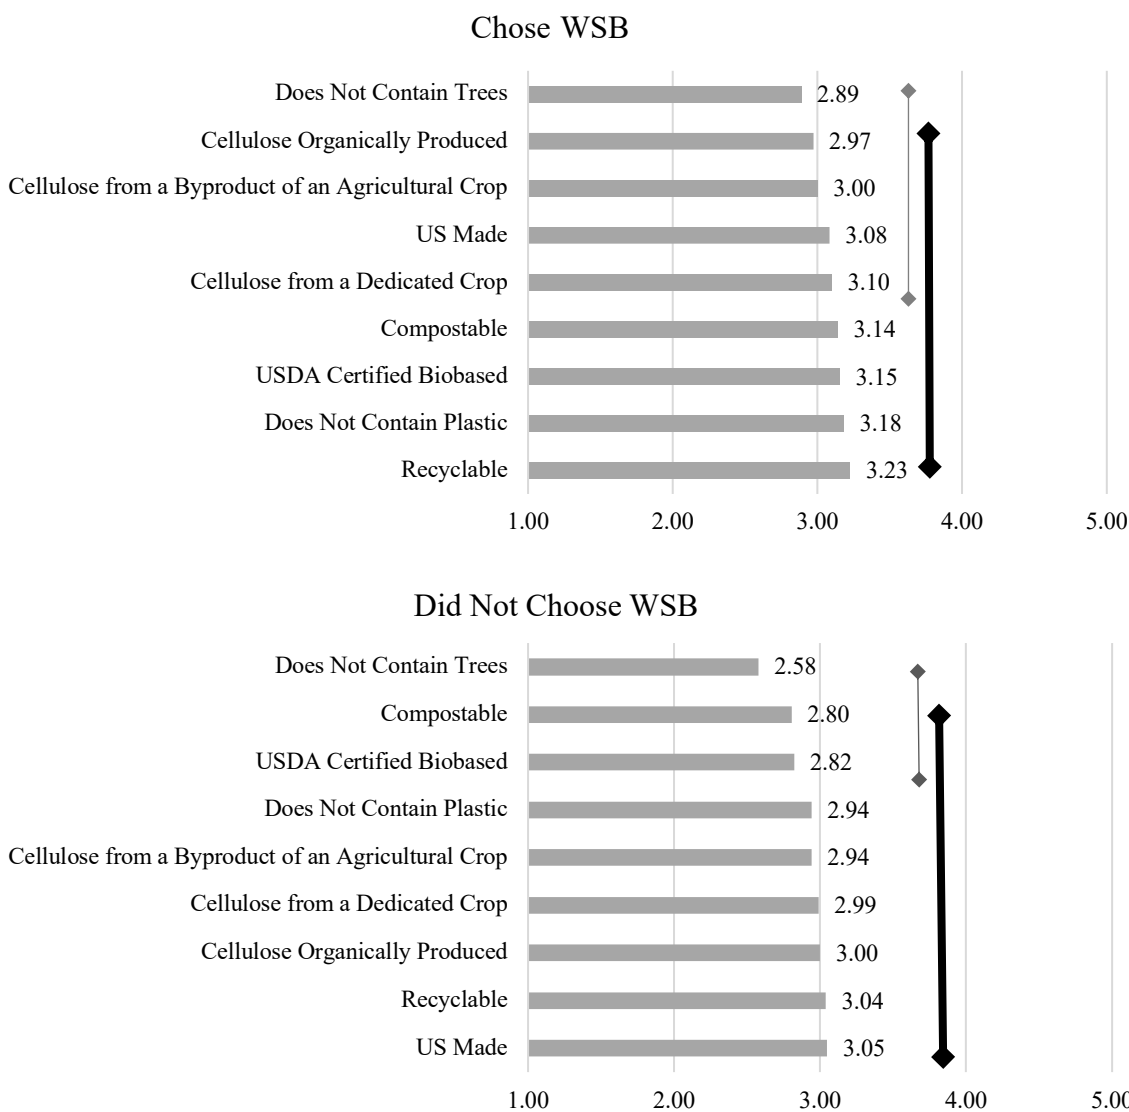 Chose WSB
Does Not Contain Trees 2.89
Cellulose Organically Produced 2.97
Cellulose from a Byproduct of an Agricultural Crop 3.00
US Made 3.08
Cellulose from a Dedicated Crop 3.10
Compostable 3.14
USDA Certified Biobased 3.15
Does Not Contain Plastic 3.18
Recyclable 3.23
1.00 2.00 3.00 4.00 5.00
Did Not Choose WSB
Does Not Contain Trees 2.58
Compostable 2.80
USDA Certified Biobased 2.82
Does Not Contain Plastic 2.94
Cellulose from a Byproduct of an Agricultural Crop 2.94
Cellulose from a Dedicated Crop 2.99
Cellulose Organically Produced 3.00
Recyclable 3.04
US Made 3.05
1.00 2.00 3.00 4.00 5.00